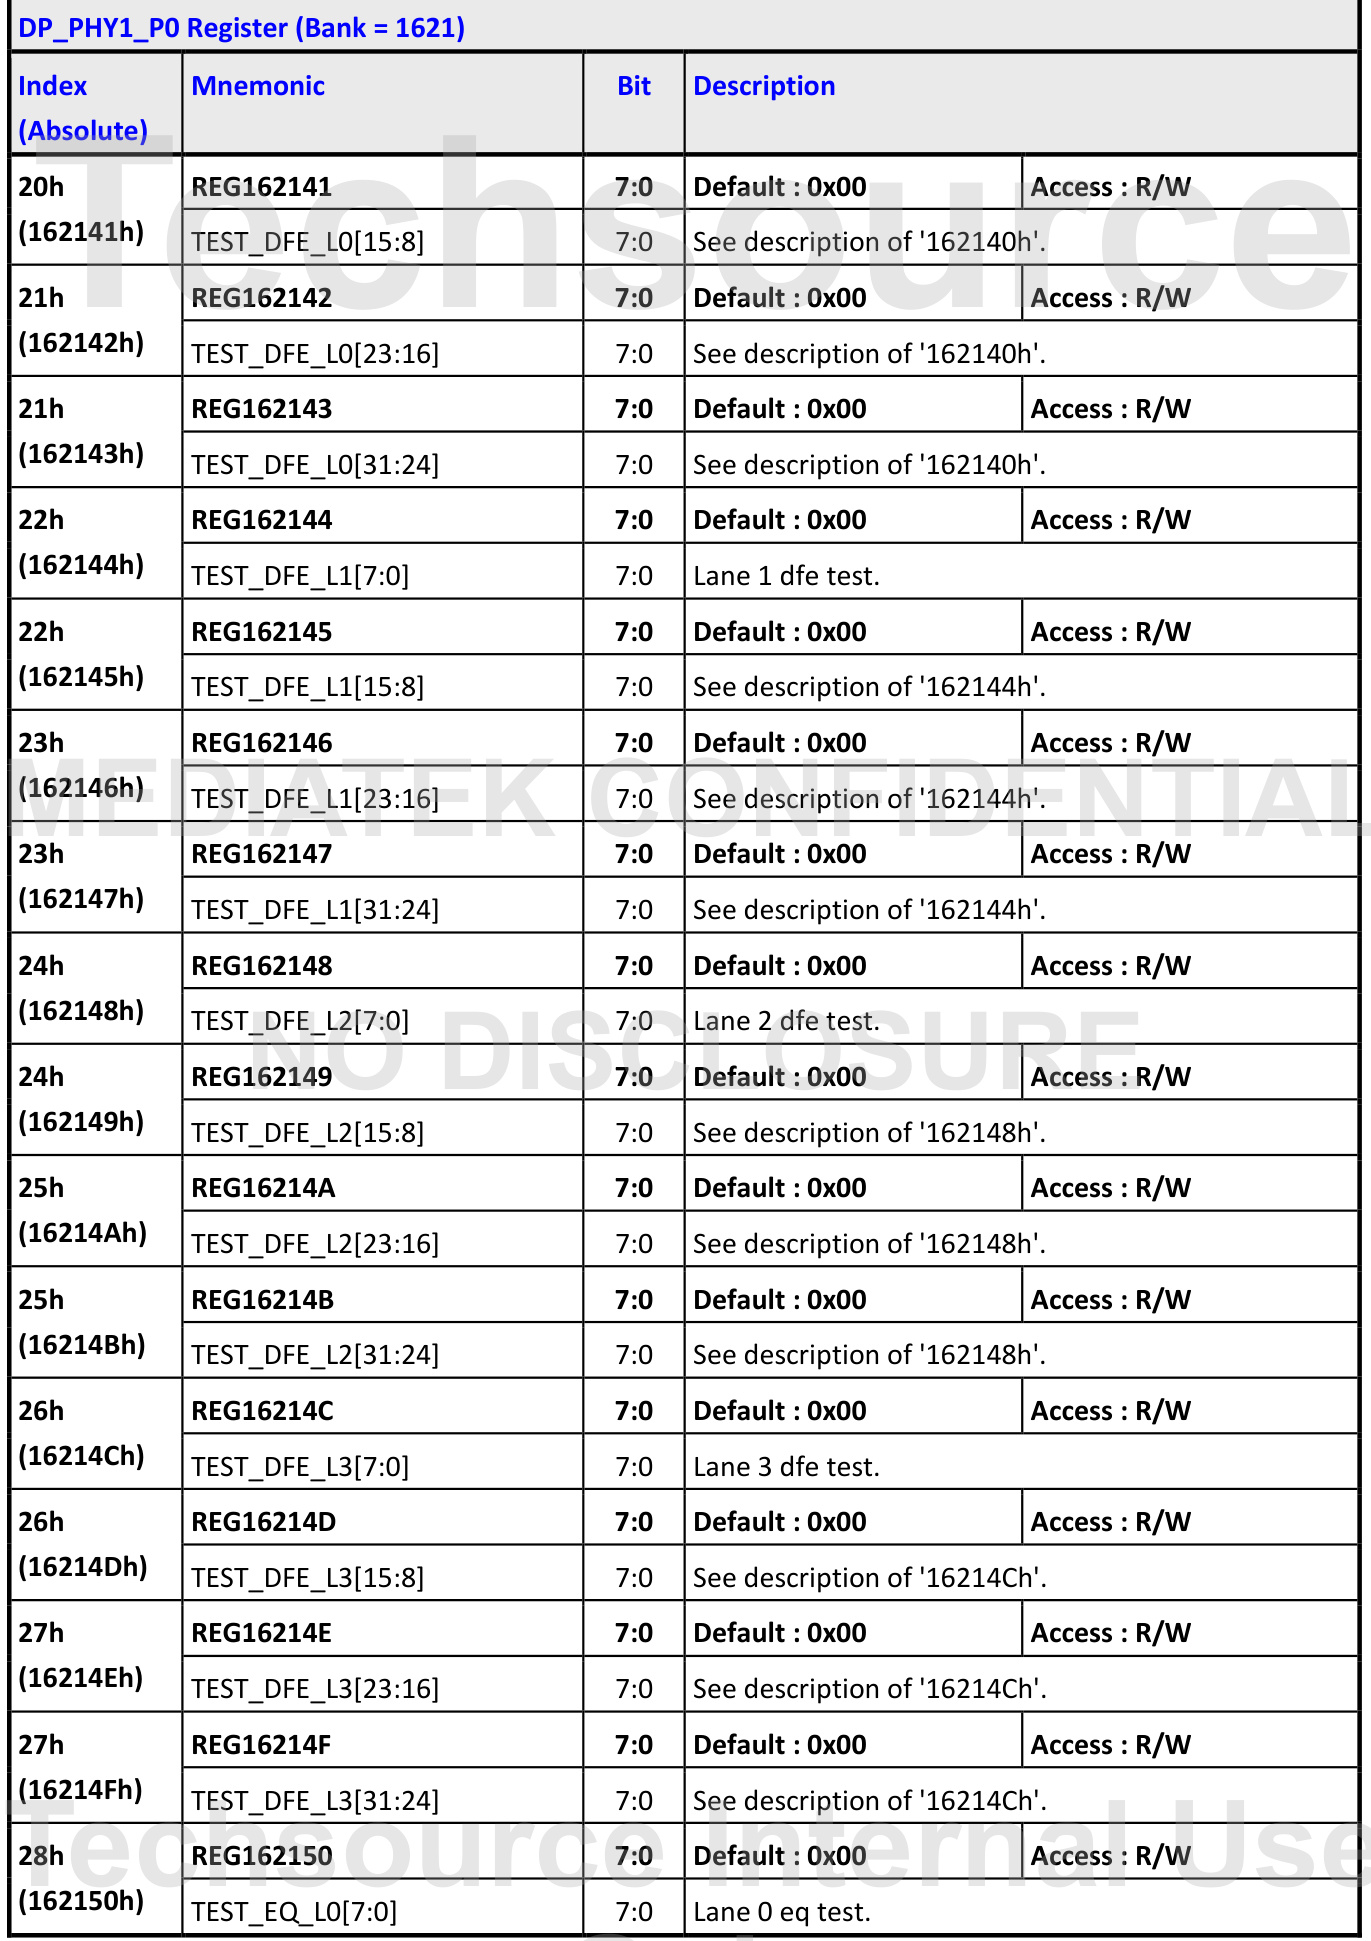 DP_PHY1_P0 Register (Bank = 1621)
Index (Absolute) Mnemonic Bit Description
20h (162141h) REG162141 7:0 Default : 0x00 Access : R/W
TEST_DFE_L0[15:8] 7:0 See description of '162140h'.
21h (162142h) REG162142 7:0 Default : 0x00 Access : R/W
TEST_DFE_L0[23:16] 7:0 See description of '162140h'.
21h (162143h) REG162143 7:0 Default : 0x00 Access : R/W
TEST_DFE_L0[31:24] 7:0 See description of '162140h'.
22h (162144h) REG162144 7:0 Default : 0x00 Access : R/W
TEST_DFE_L1[7:0] 7:0 Lane 1 dfe test.
22h (162145h) REG162145 7:0 Default : 0x00 Access : R/W
TEST_DFE_L1[15:8] 7:0 See description of '162144h'.
23h (162146h) REG162146 7:0 Default : 0x00 Access : R/W
TEST_DFE_L1[23:16] 7:0 See description of '162144h'.
23h (162147h) REG162147 7:0 Default : 0x00 Access : R/W
TEST_DFE_L1[31:24] 7:0 See description of '162144h'.
24h (162148h) REG162148 7:0 Default : 0x00 Access : R/W
TEST_DFE_L2[7:0] 7:0 Lane 2 dfe test.
24h (162149h) REG162149 7:0 Default : 0x00 Access : R/W
TEST_DFE_L2[15:8] 7:0 See description of '162148h'.
25h (16214Ah) REG16214A 7:0 Default : 0x00 Access : R/W
TEST_DFE_L2[23:16] 7:0 See description of '162148h'.
25h (16214Bh) REG16214B 7:0 Default : 0x00 Access : R/W
TEST_DFE_L2[31:24] 7:0 See description of '162148h'.
26h (16214Ch) REG16214C 7:0 Default : 0x00 Access : R/W
TEST_DFE_L3[7:0] 7:0 Lane 3 dfe test.
26h (16214Dh) REG16214D 7:0 Default : 0x00 Access : R/W
TEST_DFE_L3[15:8] 7:0 See description of '16214Ch'.
27h (16214Eh) REG16214E 7:0 Default : 0x00 Access : R/W
TEST_DFE_L3[23:16] 7:0 See description of '16214Ch'.
27h (16214Fh) REG16214F 7:0 Default : 0x00 Access : R/W
TEST_DFE_L3[31:24] 7:0 See description of '16214Ch'.
28h (162150h) REG162150 7:0 Default : 0x00 Access : R/W
TEST_EQ_L0[7:0] 7:0 Lane 0 eq test.
Techsource
MEDIATEK CONFIDENTIAL
NO DISCLOSURE
Techsource Internal Use